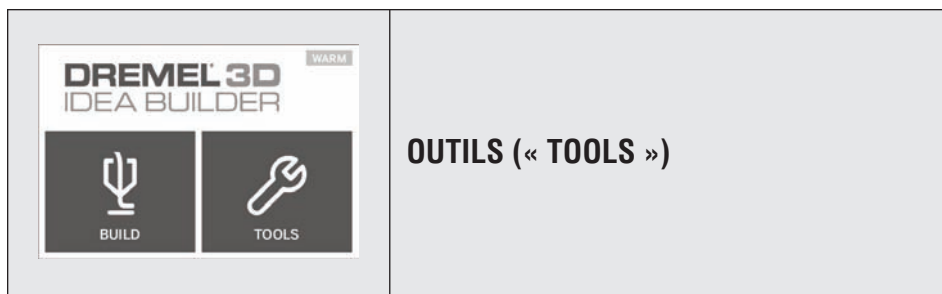 WARM
DREMEL 3D
IDEA BUILDER
BUILD
TOOLS
OUTILS (« TOOLS »)